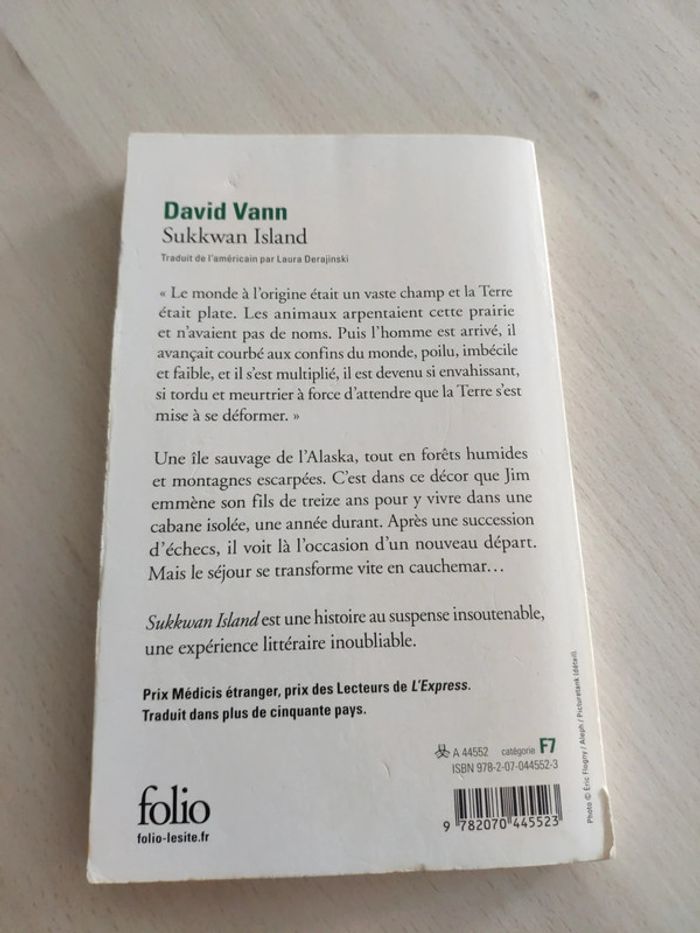 David Vann
Sukkwan Island
Traduit de l'américain par Laura Derajinski
« Le monde à l'origine était un vaste champ et la Terre
était plate. Les animaux arpentaient cette prairie
et n'avaient pas de noms. Puis l'homme est arrivé, il
avançait courbé aux confins du monde, poilu, imbécile
et faible, et il s'est multiplié, il est devenu si envahissant,
si tordu et meurtrier à force d'attendre que la Terre s'est
mise à se déformer. »
Une île sauvage de l'Alaska, tout en forêts humides
et montagnes escarpées. C'est dans ce décor que Jim
emmène son fils de treize ans pour y vivre dans une
cabane isolée, une année durant. Après une succession
d'échecs, il voit là l'occasion d'un nouveau départ.
Mais le séjour se transforme vite en cauchemar...
Sukkwan Island est une histoire au suspense insoutenable,
une expérience littéraire inoubliable.
Prix Médicis étranger, prix des Lecteurs de L'Express.
Traduit dans plus de cinquante pays.
A 44552 catégorie F7
ISBN 978-2-07-044552-3
9 782070 445523
folio
folio-lesite.fr
Photo © Éric Flogny / Aleph / Picturetank (détail).